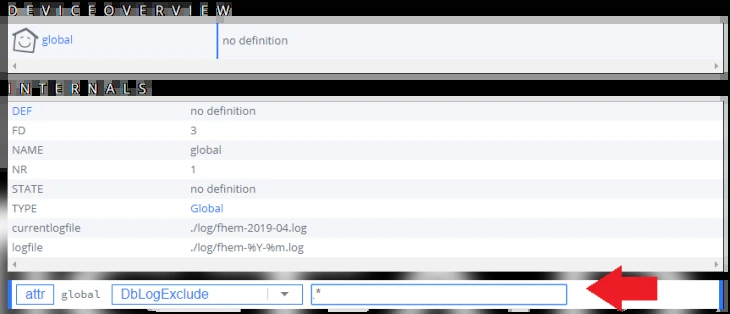 DEVICEOVERVIEW
global no definition
INTERNALS
DEF no definition
FD 3
NAME global
NR 1
STATE no definition
TYPE Global
currentlogfile ./log/fhem-2019-04.log
logfile ./log/fhem-%Y-%m.log
attr global DbLogExclude .*